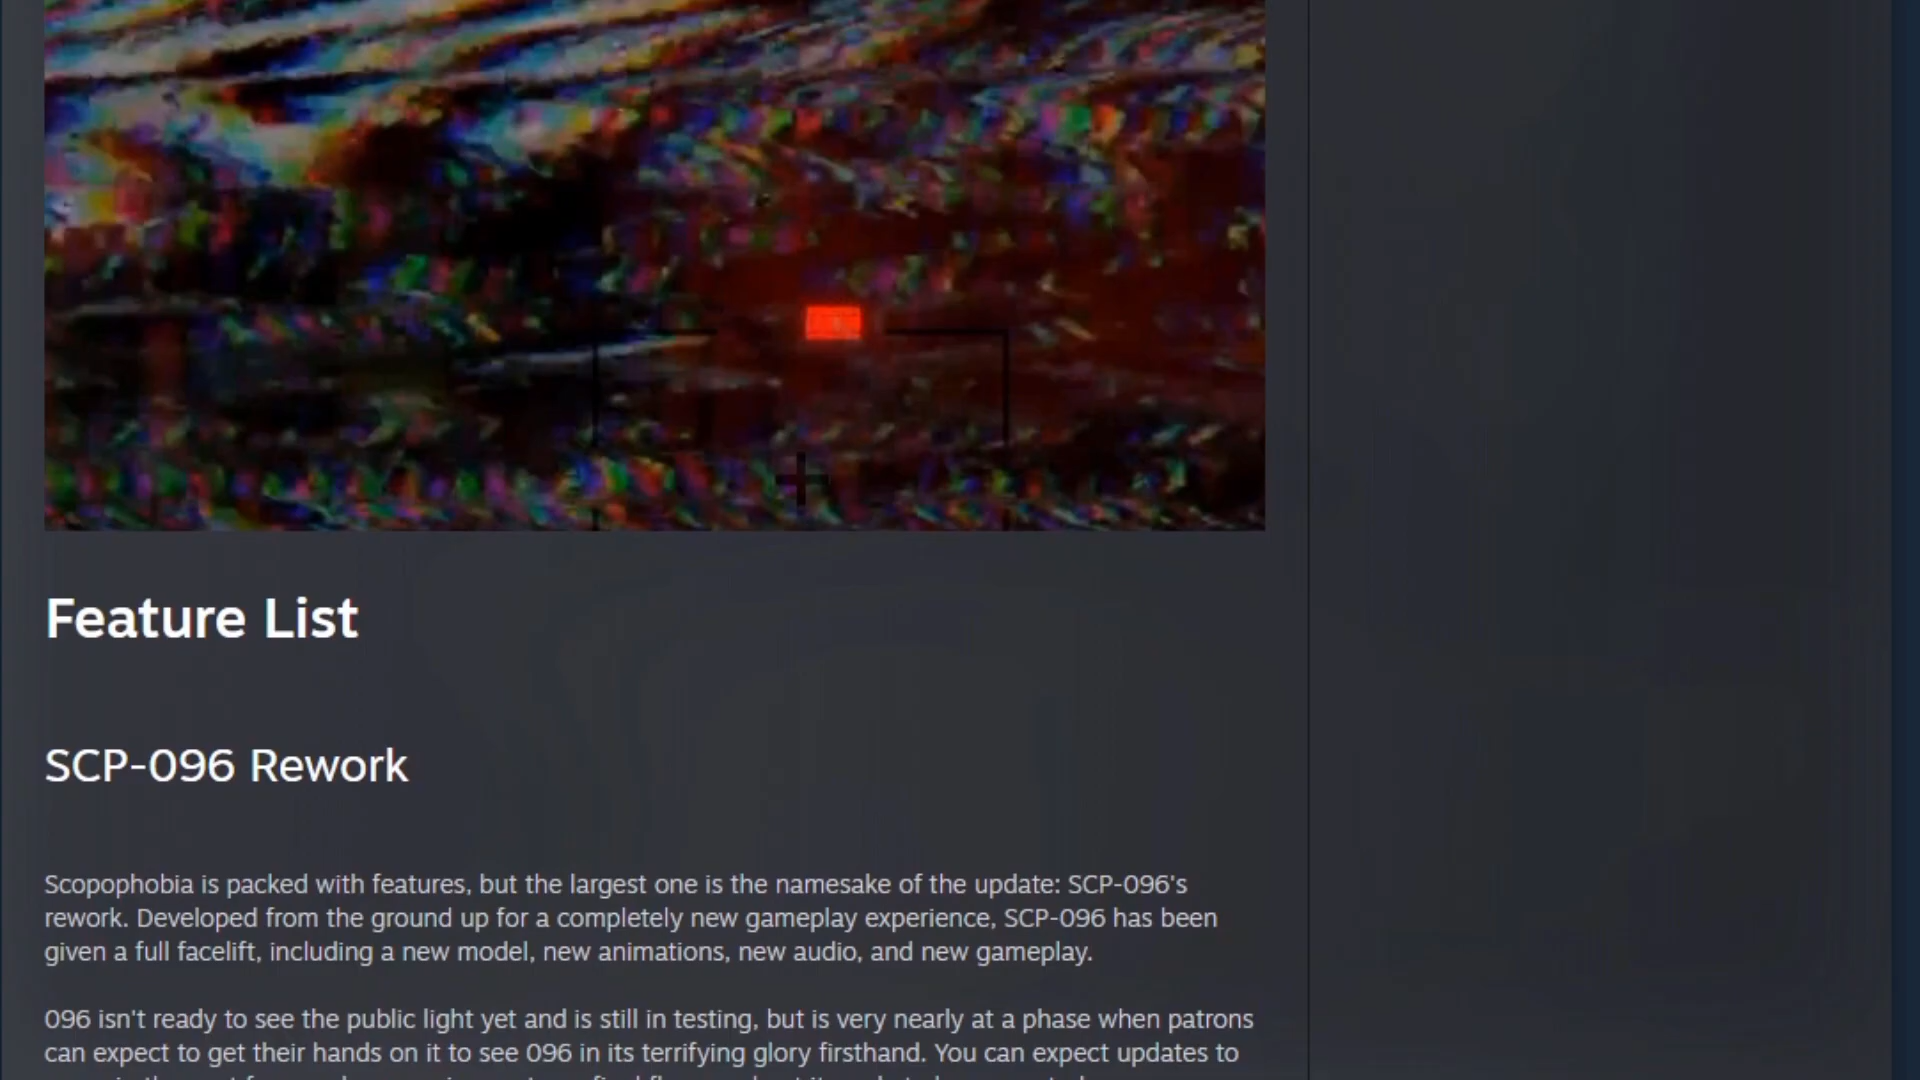 Feature List
SCP-096 Rework
Scopophobia is packed with features, but the largest one is the namesake of the update: SCP-096's
rework. Developed from the ground up for a completely new gameplay experience, SCP-096 has been
given a full facelift, including a new model, new animations, new audio, and new gameplay.
096 isn't ready to see the public light yet and is still in testing, but is very nearly at a phase when patrons
can expect to get their hands on it to see 096 in its terrifying glory firsthand. You can expect updates to